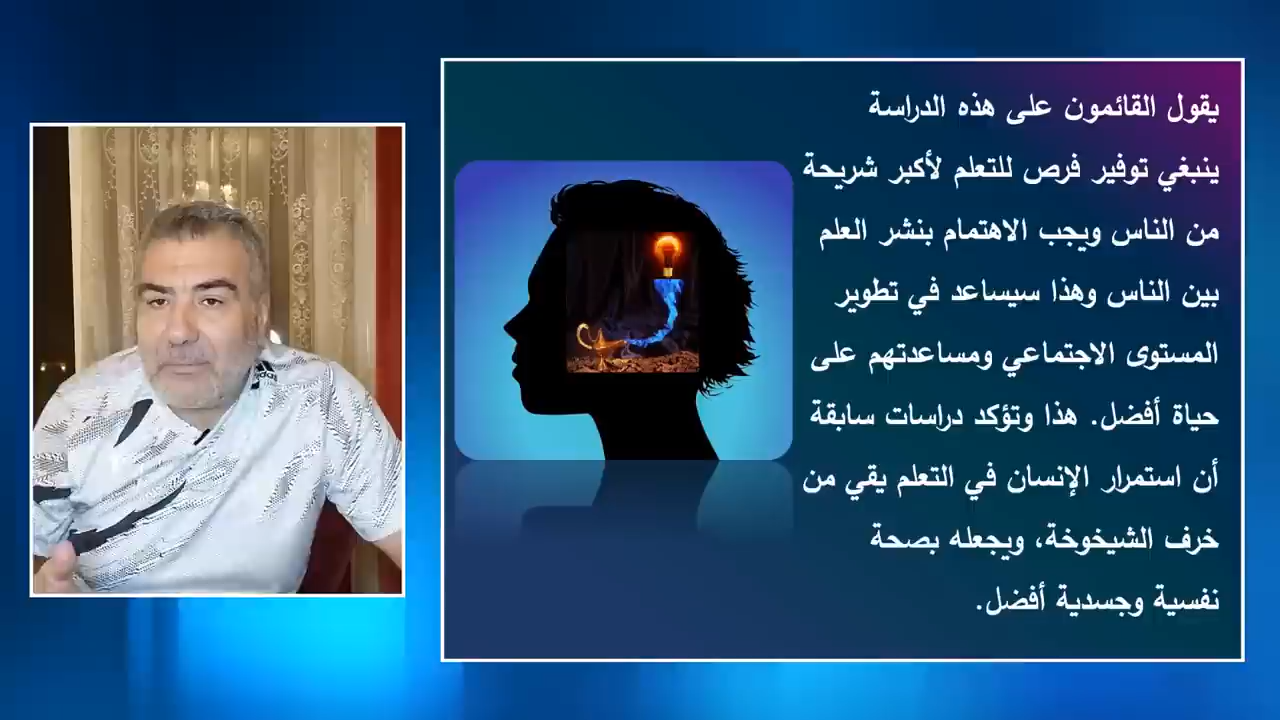 يقول القائمون على هذه الدراسة
ينبغي توفير فرص للتعلم لأكبر شريحة
من الناس ويجب الاهتمام بنشر العلم
بين الناس وهذا سيساعد في تطوير
المستوى الاجتماعي ومساعدتهم على
حياة أفضل. هذا وتؤكد دراسات سابقة
أن استمرار الإنسان في التعلم يقي من
خرف الشيخوخة، ويجعله بصحة
نفسية وجسدية أفضل.